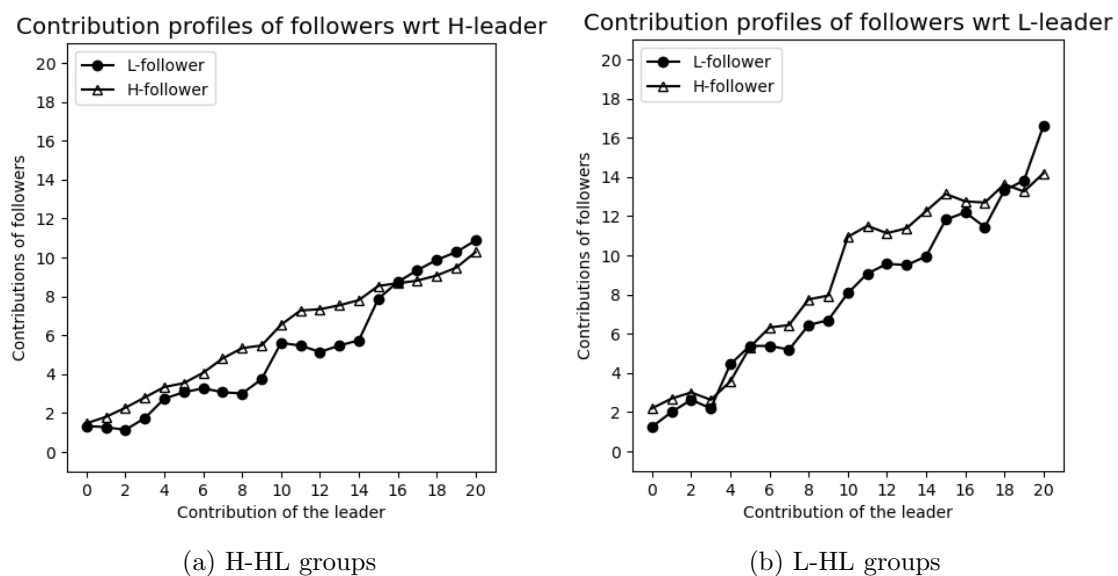 Contribution profiles of followers wrt H-leader
L-follower
H-follower
20
18
16
14
12
10
8
6
4
2
0
Contributions of followers
0 2 4 6 8 10 12 14 16 18 20
Contribution of the leader
(a) H-HL groups
Contribution profiles of followers wrt L-leader
L-follower
H-follower
20
18
16
14
12
10
8
6
4
2
0
Contributions of followers
0 2 4 6 8 10 12 14 16 18 20
Contribution of the leader
(b) L-HL groups